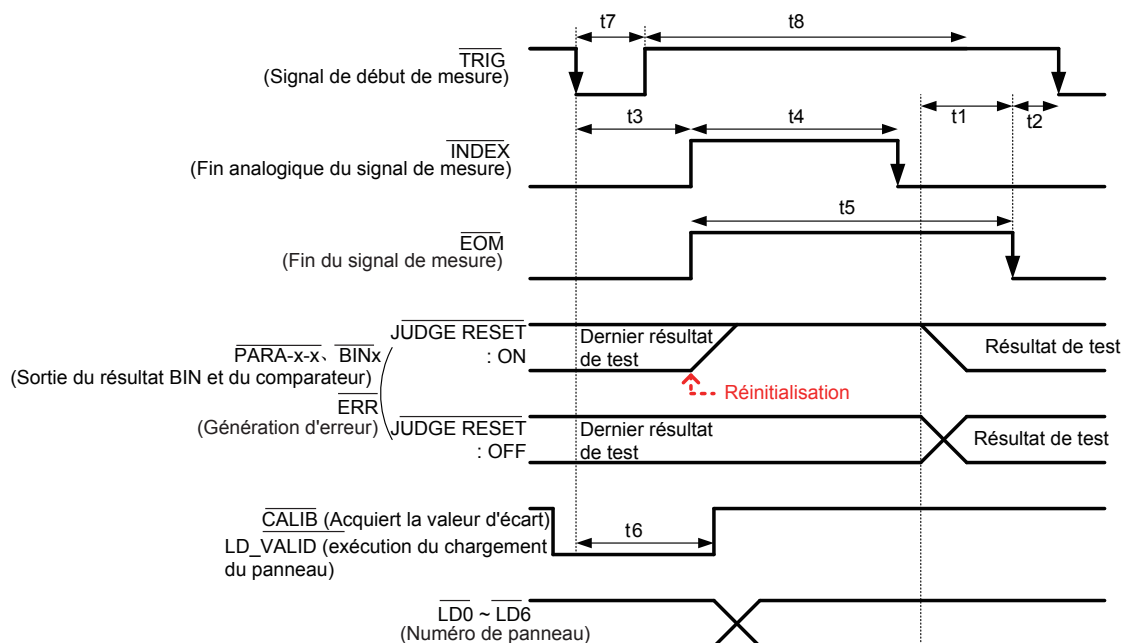 t7
t8
TRIG
(Signal de début de mesure)
t3
t4
t1
t2
INDEX
(Fin analogique du signal de mesure)
t5
EOM
(Fin du signal de mesure)
JUDGE RESET
: ON
Dernier résultat
de test
Résultat de test
PARA-x-x、BINx
(Sortie du résultat BIN et du comparateur)
Réinitialisation
ERR
(Génération d'erreur)
JUDGE RESET
: OFF
Dernier résultat
de test
Résultat de test
CALIB (Acquiert la valeur d'écart)
LD_VALID (exécution du chargement
du panneau)
t6
LD0 ~ LD6
(Numéro de panneau)